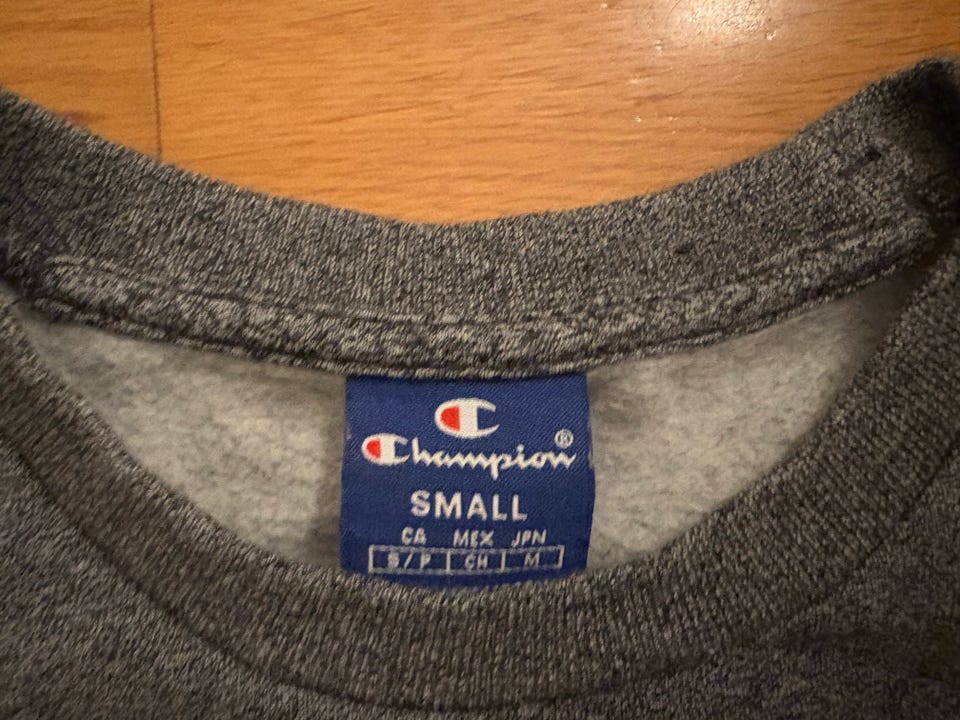 Champion®
SMALL
CA MEX JPN
S/P CH M